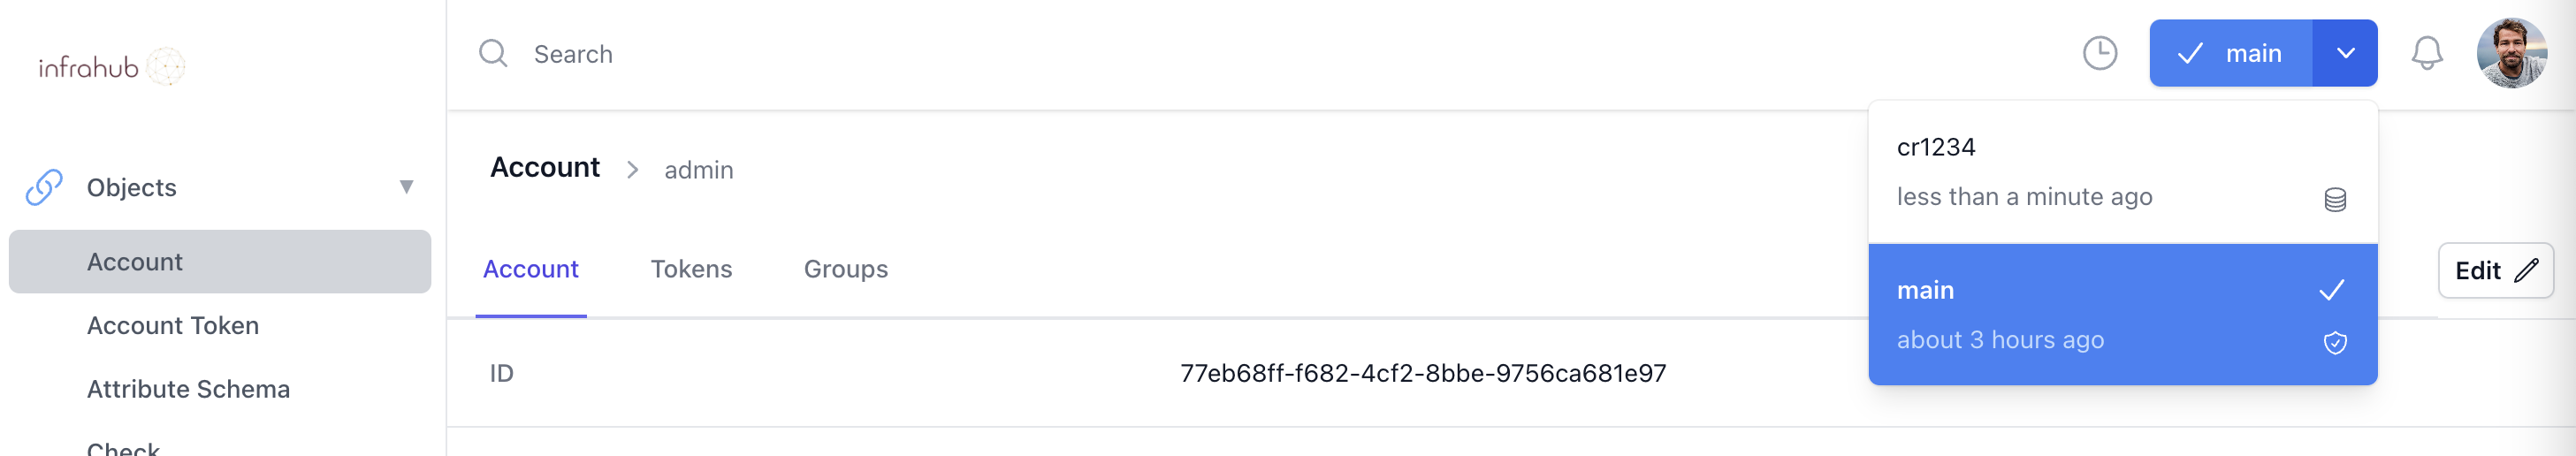 infrahub
Search
main
Objects ▼
Account
Account Token
Attribute Schema
Check
Account > admin
Account Tokens Groups
Edit
ID 77eb68ff-f682-4cf2-8bbe-9756ca681e97
cr1234
less than a minute ago
main
about 3 hours ago